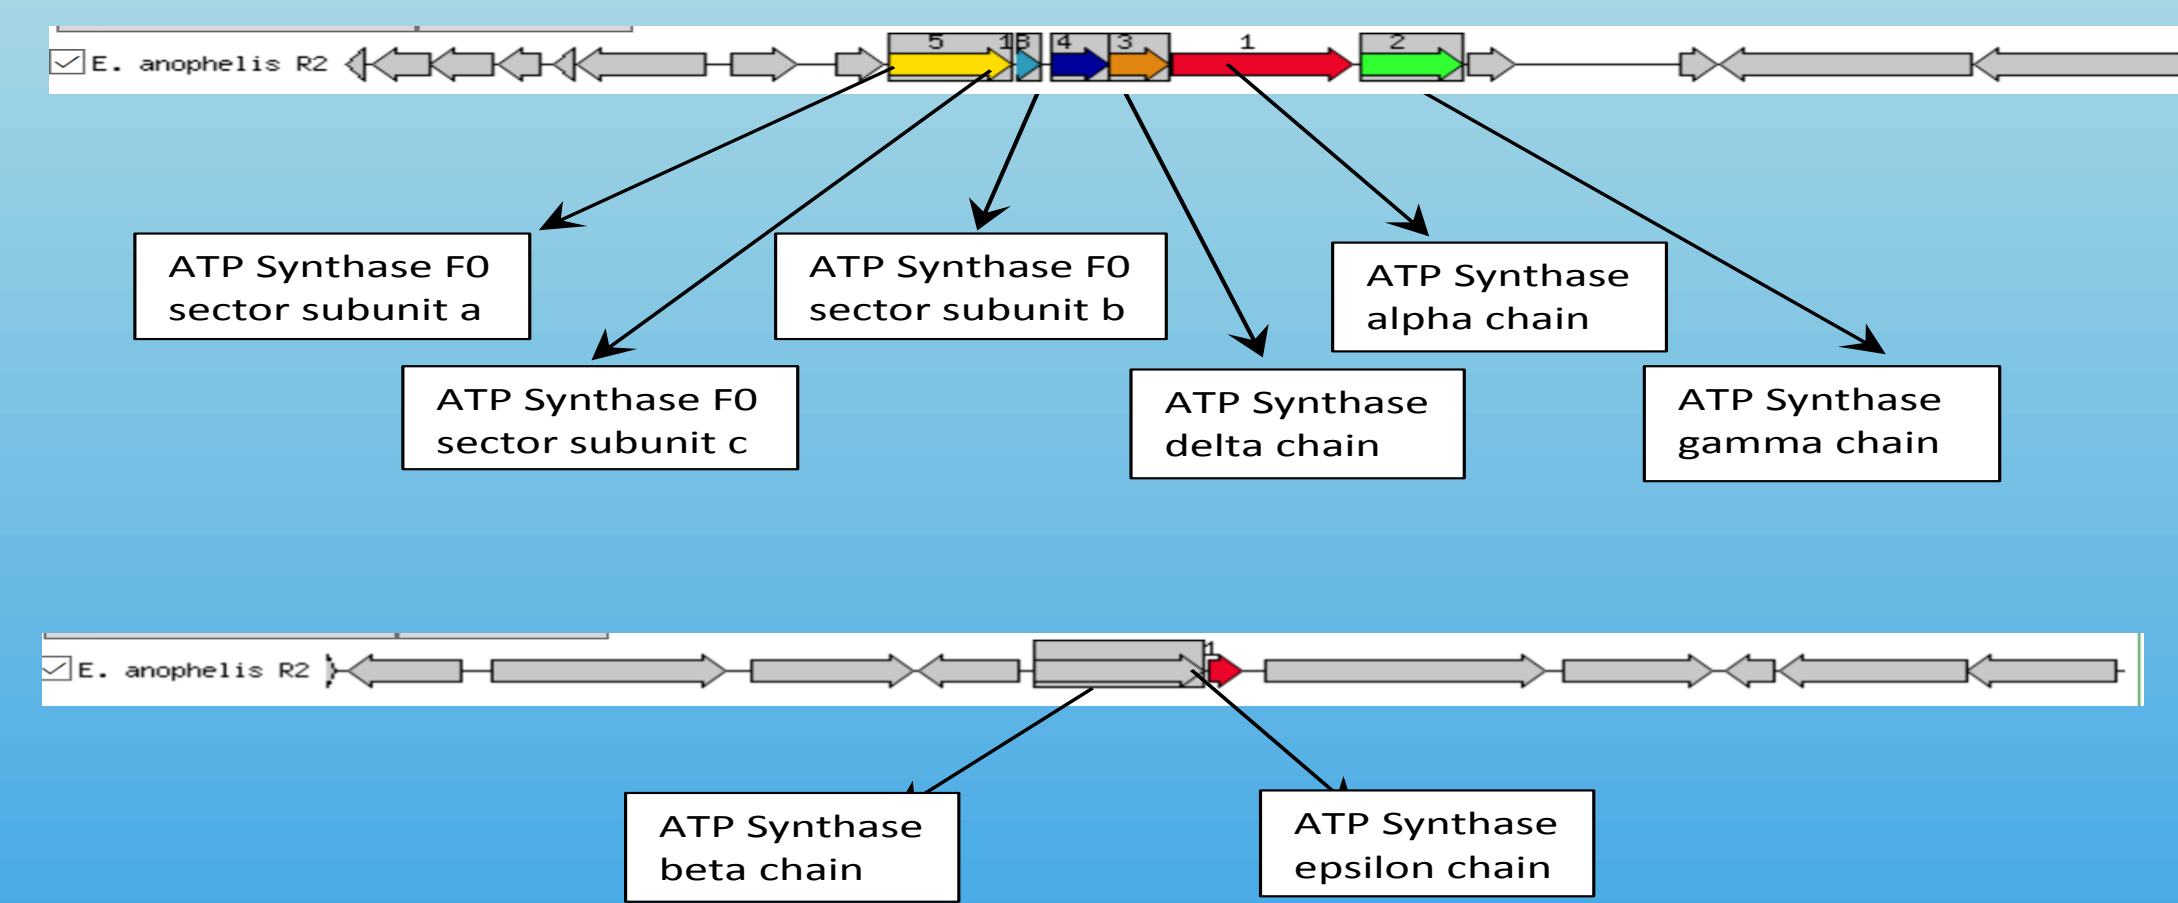 E. anophelis R2 5 13 4 3 1 2
ATP Synthase F0
sector subunit a
ATP Synthase F0
sector subunit b
ATP Synthase
alpha chain
ATP Synthase F0
sector subunit c
ATP Synthase
delta chain
ATP Synthase
gamma chain
E. anophelis R2 1
ATP Synthase
beta chain
ATP Synthase
epsilon chain